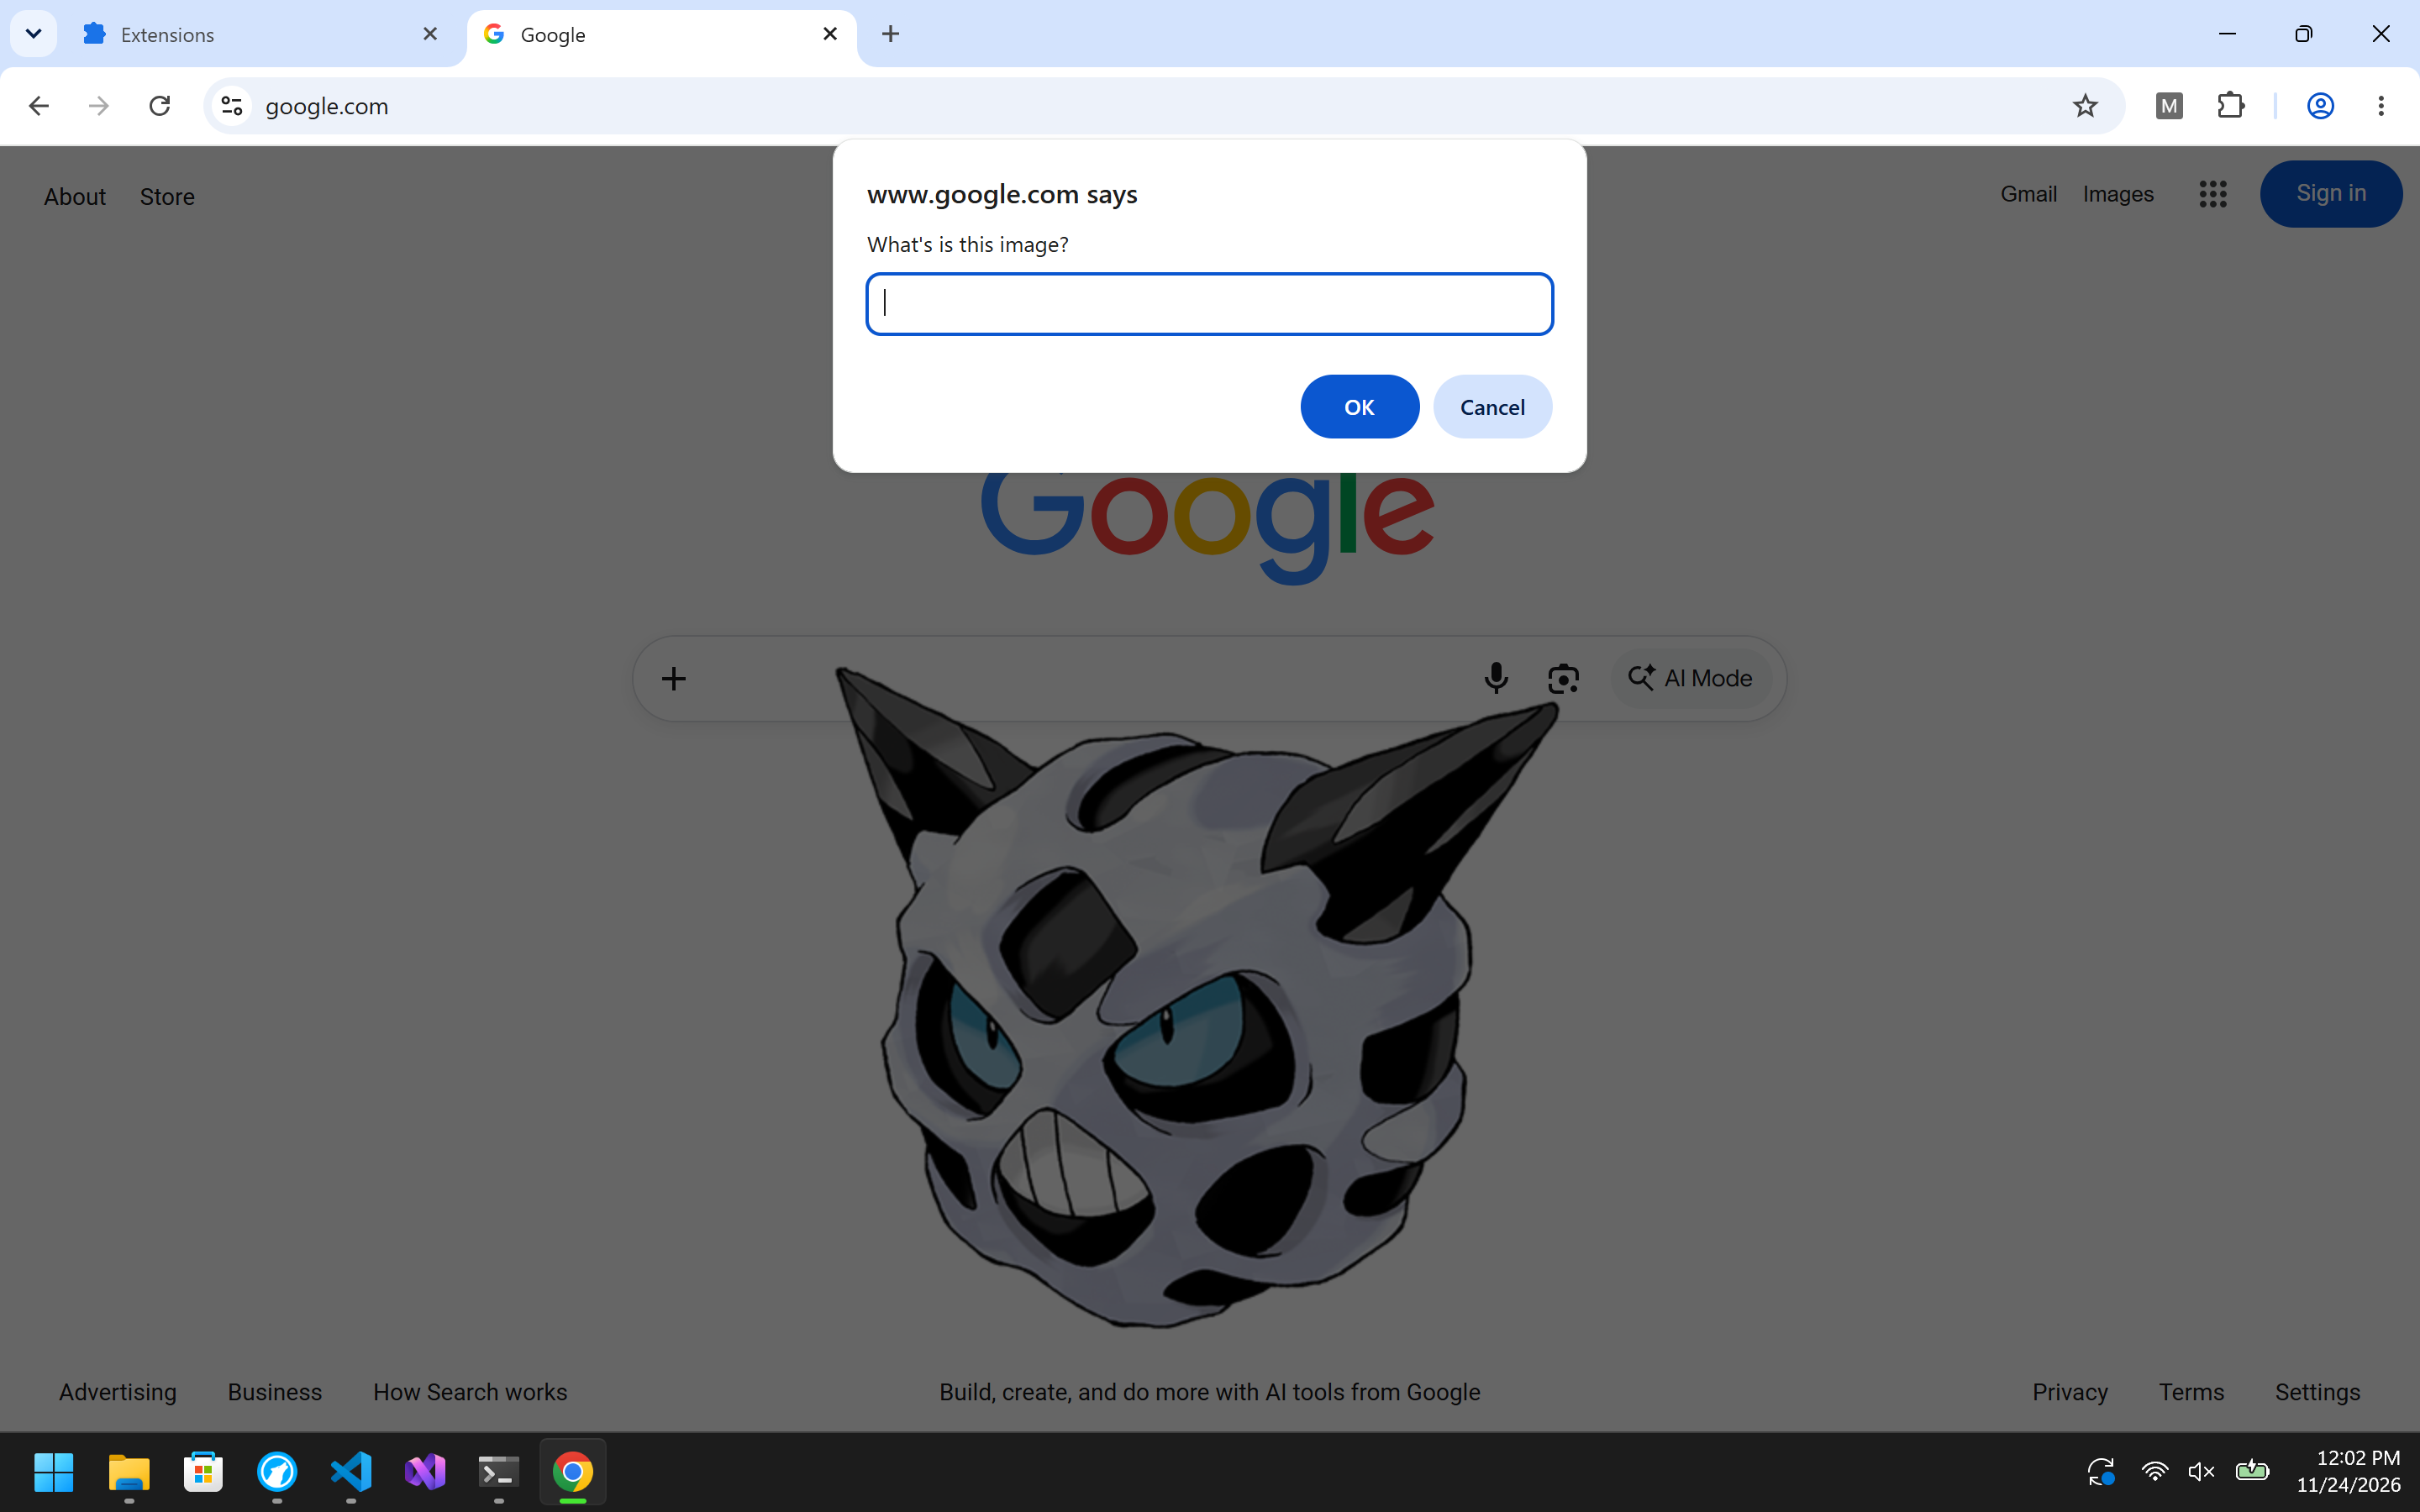 Extensions
Google
google.com
M
About Store
Gmail Images Sign in
www.google.com says
What's is this image?
OK Cancel
Google
AI Mode
Advertising Business How Search works
Build, create, and do more with AI tools from Google
Privacy Terms Settings
12:02 PM
11/24/2026